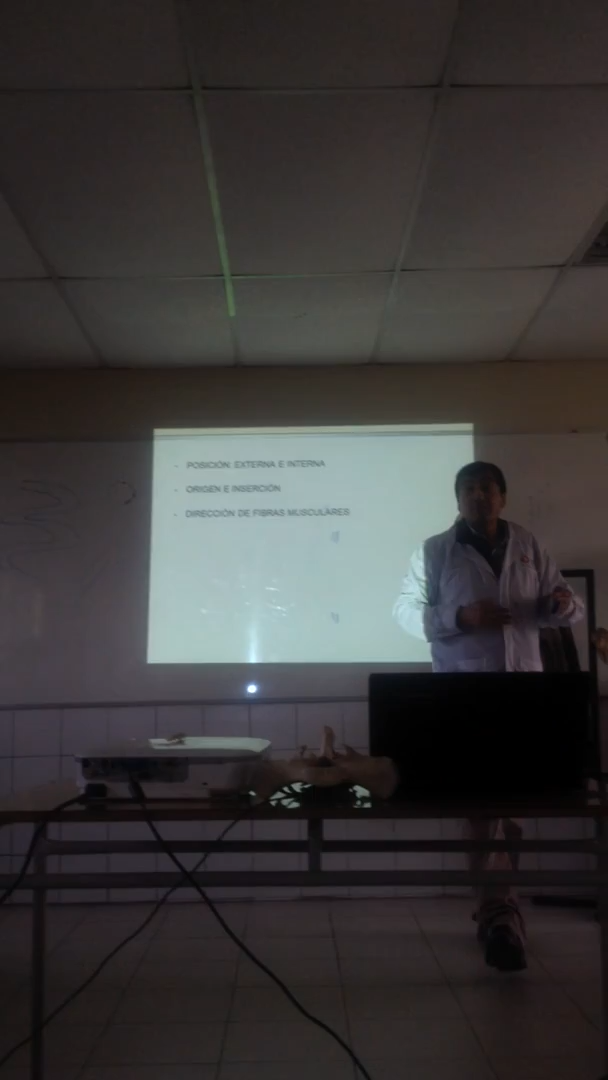 - POSICIÓN: EXTERNA E INTERNA
- ORIGEN E INSERCIÓN
- DIRECCIÓN DE FIBRAS MUSCULARES